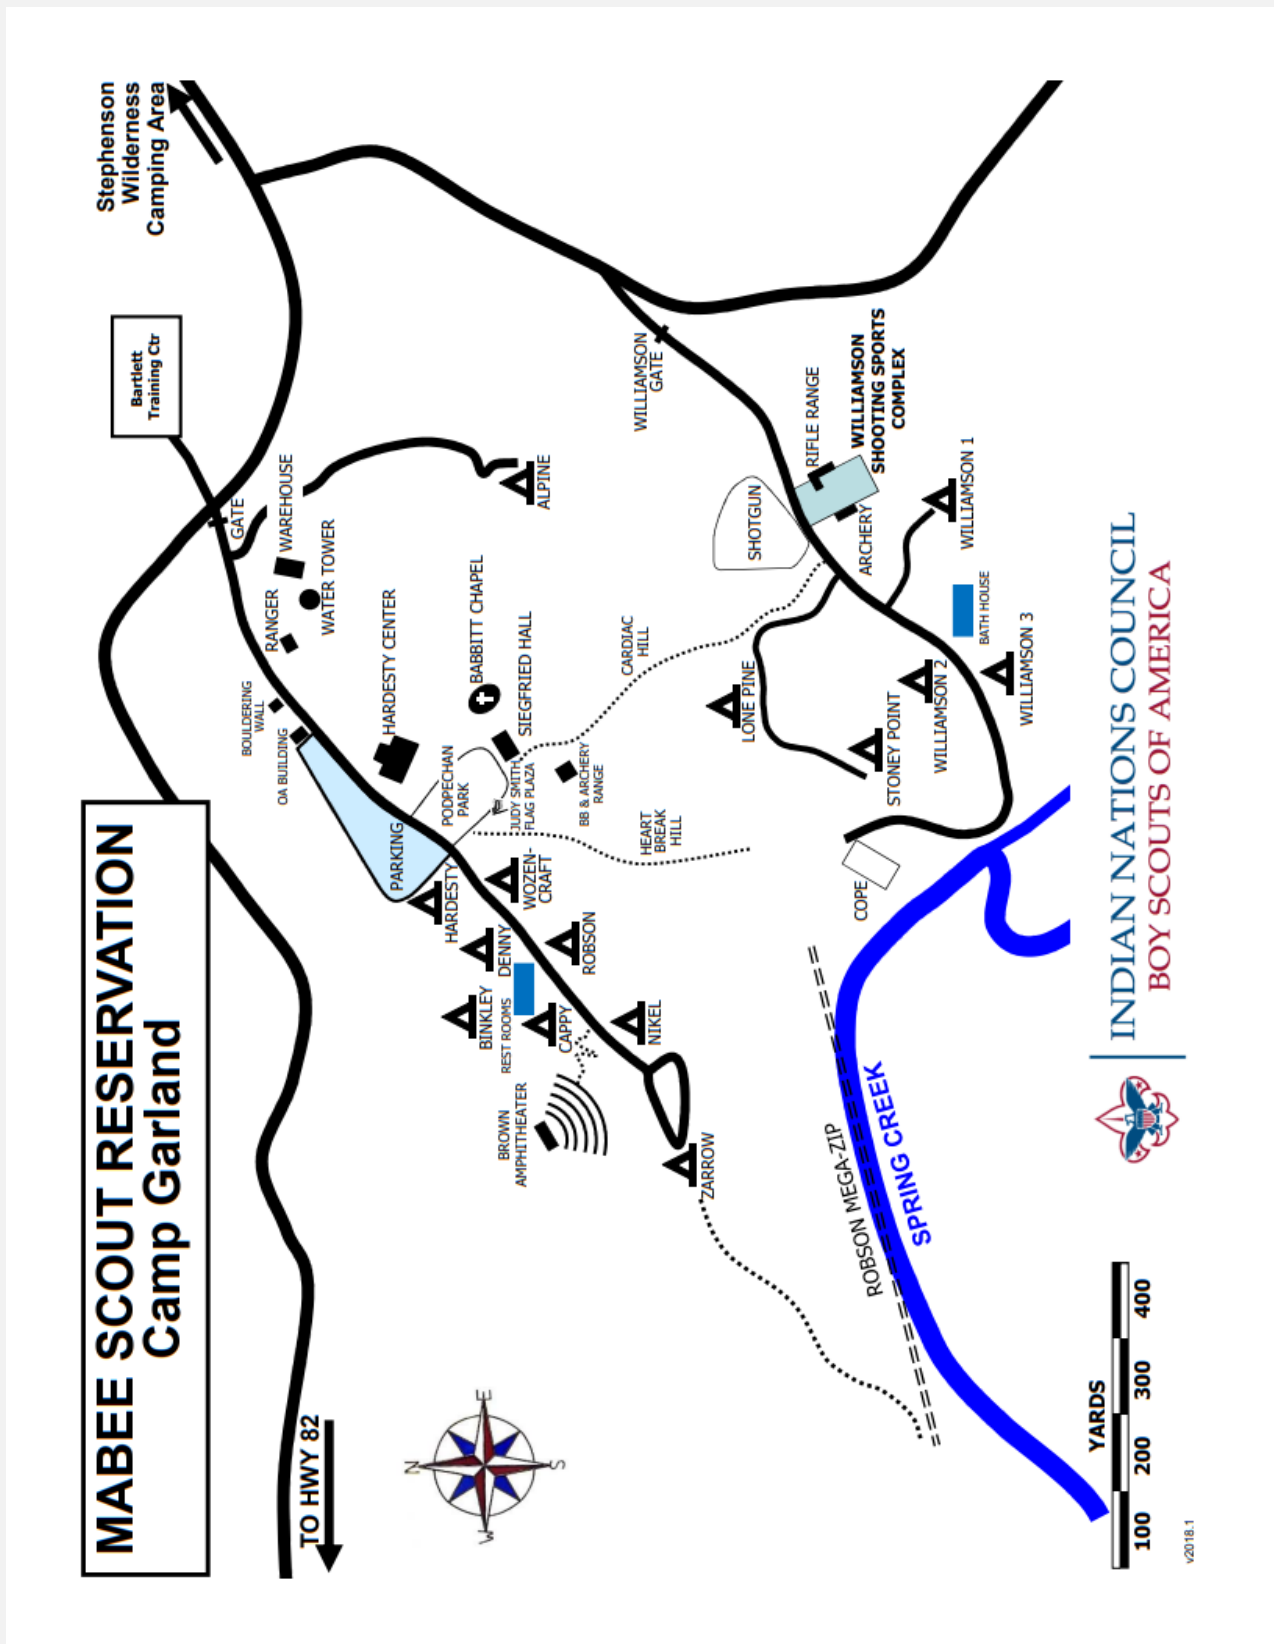 MABEE SCOUT RESERVATION
Camp Garland
Stephenson
Wilderness
Camping Area
Bartlett
Training Ctr
GATE
WAREHOUSE
WATER TOWER
RANGER
BOULDERING
WALL
OA BUILDING
HARDESTY CENTER
PARKING
PODPECHAN
PARK
BABBITT CHAPEL
SIEGFRIED HALL
JUDY SMITH
FLAG PLAZA
BB & ARCHERY
RANGE
ALPINE
CARDIAC
HILL
HEART
BREAK
HILL
HARDESTY
WOZEN-
CRAFT
DENNY
ROBSON
BINKLEY
REST ROOMS
CAPPY
NIKEL
BROWN
AMPHITHEATER
ZARROW
WILLIAMSON
GATE
RIFLE RANGE
WILLIAMSON
SHOOTING SPORTS
COMPLEX
SHOTGUN
ARCHERY
WILLIAMSON 1
BATH HOUSE
WILLIAMSON 3
WILLIAMSON 2
LONE PINE
STONEY POINT
COPE
ROBSON MEGA-ZIP
SPRING CREEK
TO HWY 82
N
E
S
W
YARDS
100 200 300 400
v2018.1
INDIAN NATIONS COUNCIL
BOY SCOUTS OF AMERICA